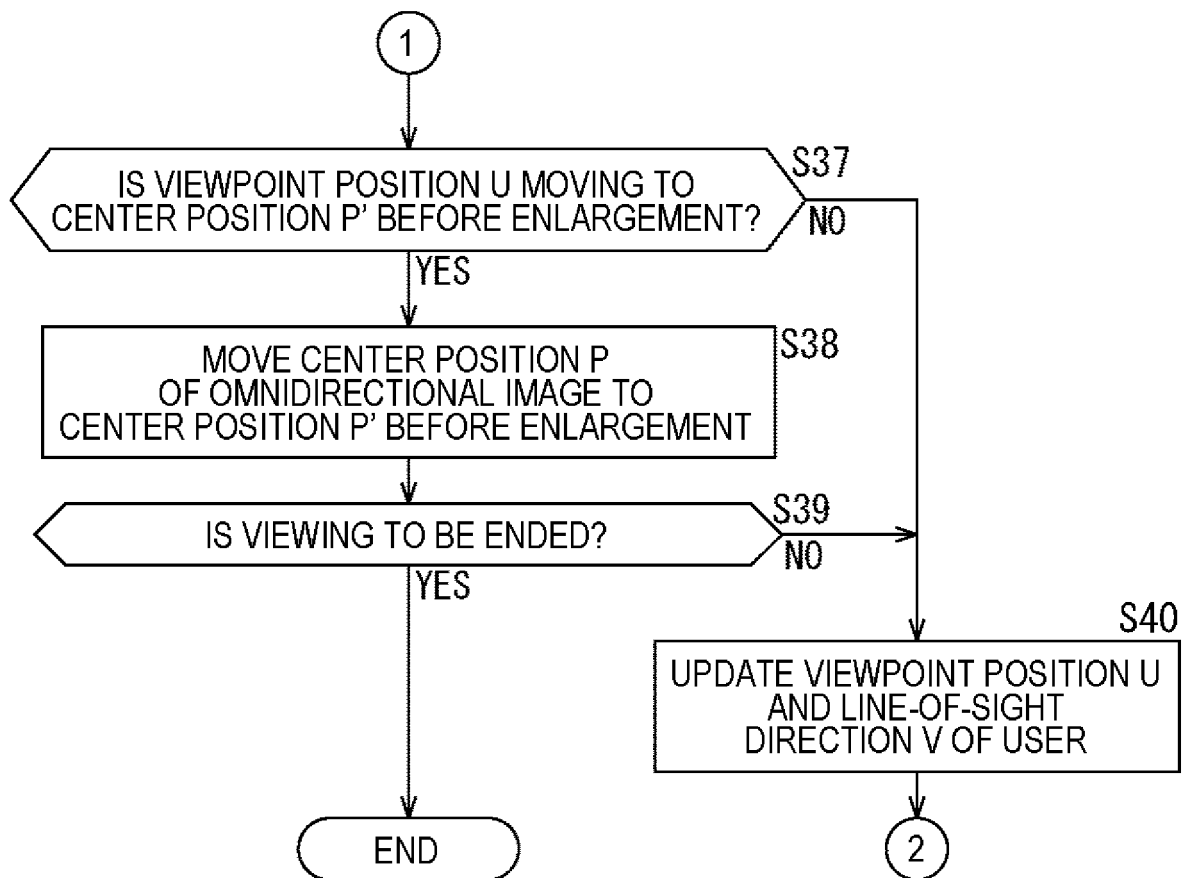 1
S37
IS VIEWPOINT POSITION U MOVING TO
CENTER POSITION P' BEFORE ENLARGEMENT?
NO
YES
S38
MOVE CENTER POSITION P
OF OMNIDIRECTIONAL IMAGE TO
CENTER POSITION P' BEFORE ENLARGEMENT
S39
IS VIEWING TO BE ENDED?
NO
YES
S40
UPDATE VIEWPOINT POSITION U
AND LINE-OF-SIGHT
DIRECTION V OF USER
END
2